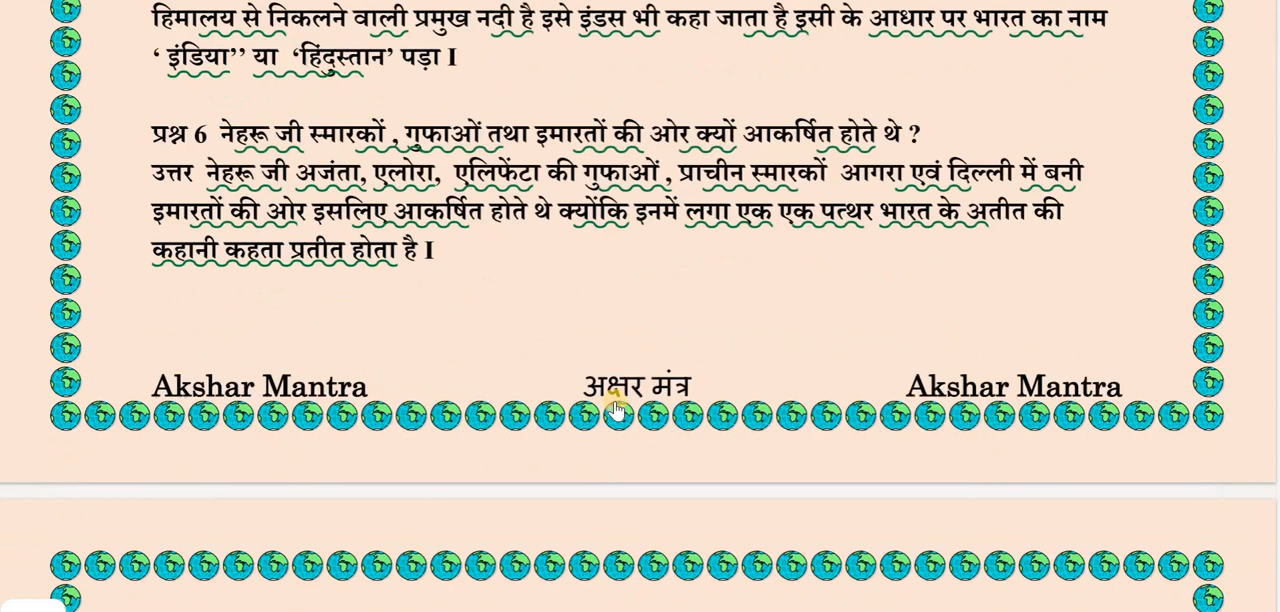 हिमालय से निकलने वाली प्रमुख नदी है इसे इंडस भी कहा जाता है इसी के आधार पर भारत का नाम
‘ इंडिया’’ या ‘हिंदुस्तान’ पड़ा I
प्रश्न 6 नेहरू जी स्मारकों , गुफाओं तथा इमारतों की ओर क्यों आकर्षित होते थे ?
उत्तर नेहरू जी अजंता, एलोरा, एलिफेंटा की गुफाओं , प्राचीन स्मारकों आगरा एवं दिल्ली में बनी
इमारतों की ओर इसलिए आकर्षित होते थे क्योंकि इनमें लगा एक एक पत्थर भारत के अतीत की
कहानी कहता प्रतीत होता है I
Akshar Mantra अक्षर मंत्र Akshar Mantra